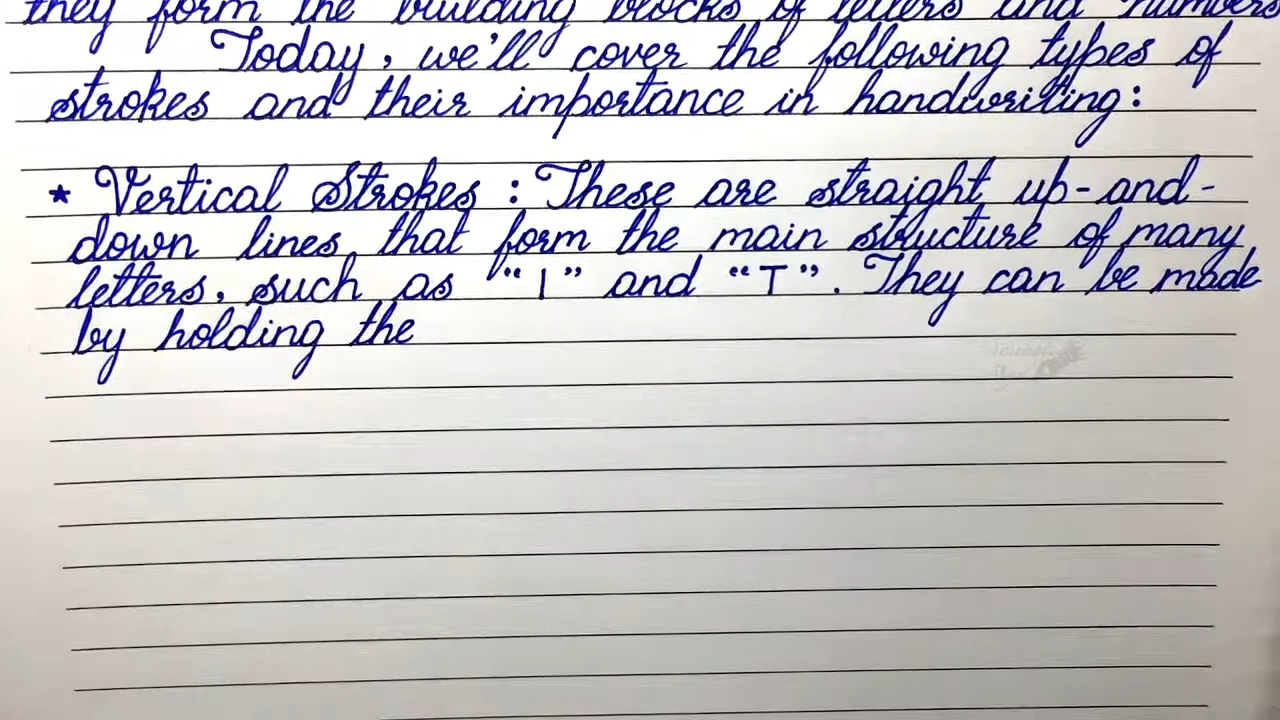 they form the building blocks of letters and numbers
Today, we'll cover the following types of
strokes and their importance in handwriting:
* Vertical Strokes : These are straight up-and-
down lines that form the main structure of many
letters, such as “I” and “T”. They can be made
by holding the